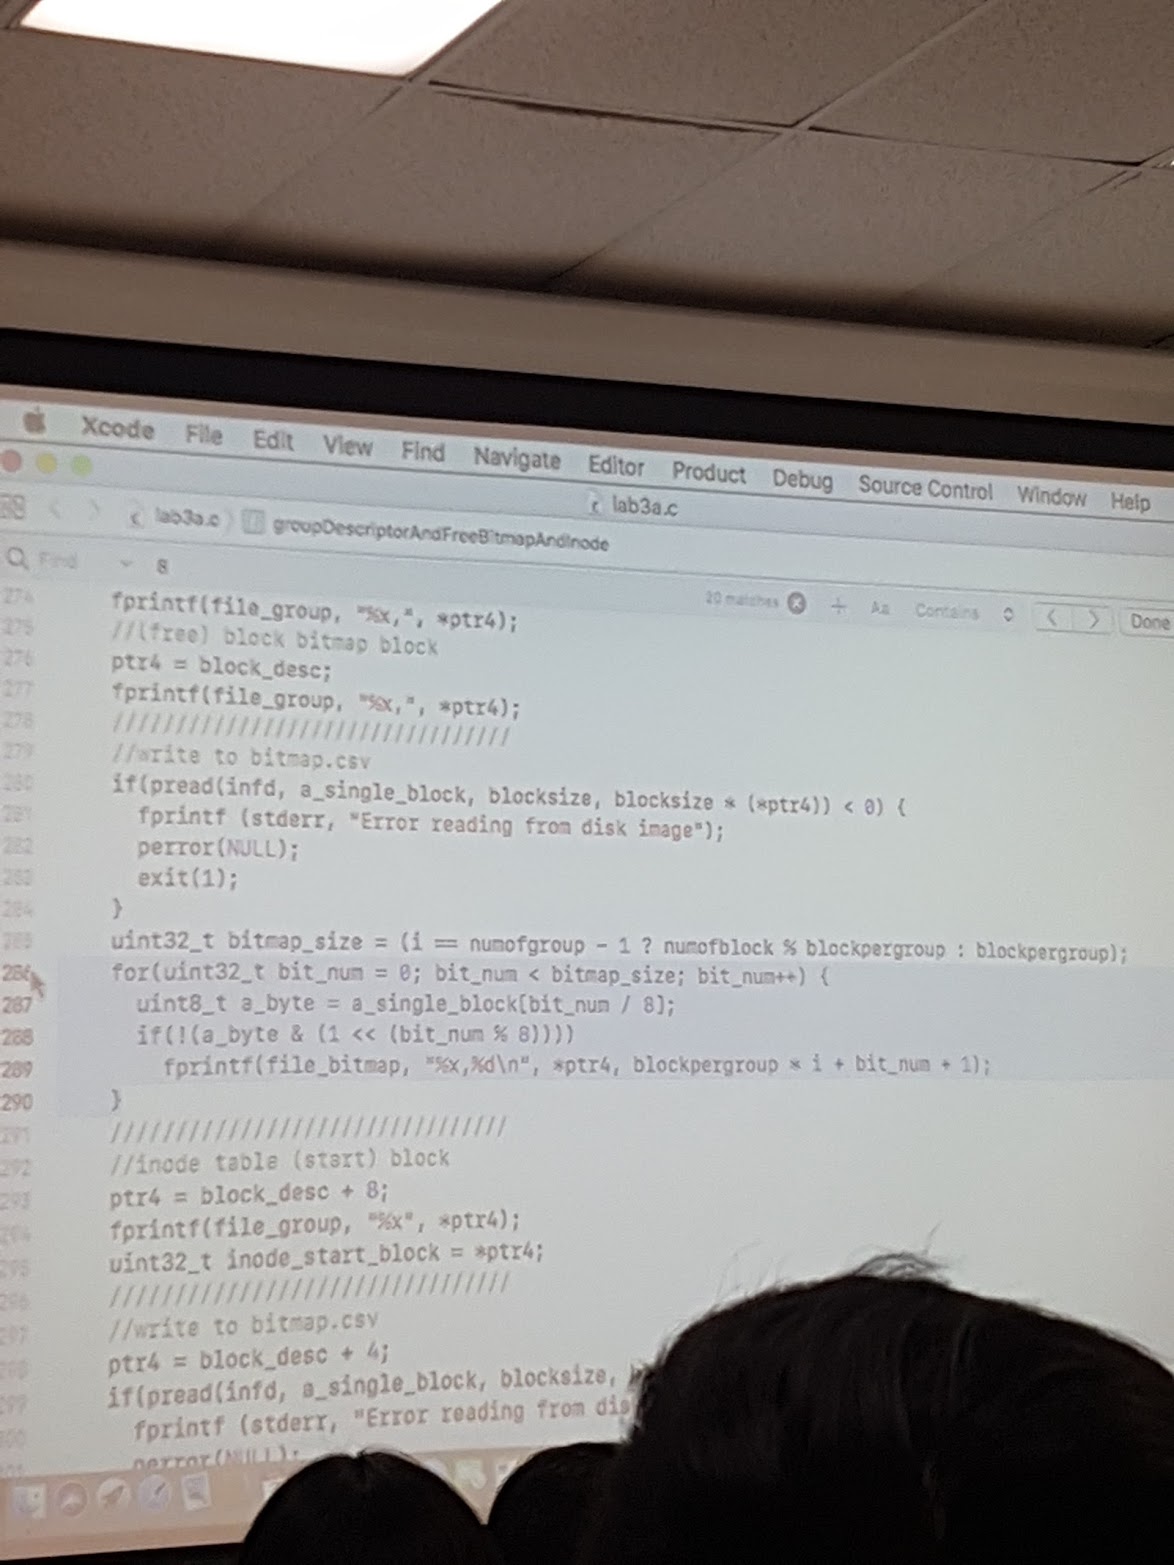 Xcode File Edit View Find Navigate Editor Product Debug Source Control Window Help
lab3a.c
lab3a.c groupDescriptorAndFreeBitmapAndInode
Find 8 20 matches Aa Contains Done
274 fprintf(file_group, "%x,", *ptr4);
275 //(free) block bitmap block
276 ptr4 = block_desc;
277 fprintf(file_group, "%x,", *ptr4);
278 ///////////////////////////////
279 //write to bitmap.csv
280 if(pread(infd, a_single_block, blocksize, blocksize * (*ptr4)) < 0) {
281 fprintf (stderr, "Error reading from disk image");
282 perror(NULL);
283 exit(1);
284 }
285 uint32_t bitmap_size = (i == numofgroup - 1 ? numofblock % blockpergroup : blockpergroup);
286 for(uint32_t bit_num = 0; bit_num < bitmap_size; bit_num++) {
287 uint8_t a_byte = a_single_block[bit_num / 8];
288 if(!(a_byte & (1 << (bit_num % 8))))
289 fprintf(file_bitmap, "%x,%d\n", *ptr4, blockpergroup * i + bit_num + 1);
290 }
291 ///////////////////////////////
292 //inode table (start) block
293 ptr4 = block_desc + 8;
294 fprintf(file_group, "%x", *ptr4);
295 uint32_t inode_start_block = *ptr4;
296 ///////////////////////////////
297 //write to bitmap.csv
298 ptr4 = block_desc + 4;
299 if(pread(infd, a_single_block, blocksize,
300 fprintf (stderr, "Error reading from dis
301 perror(NULL);